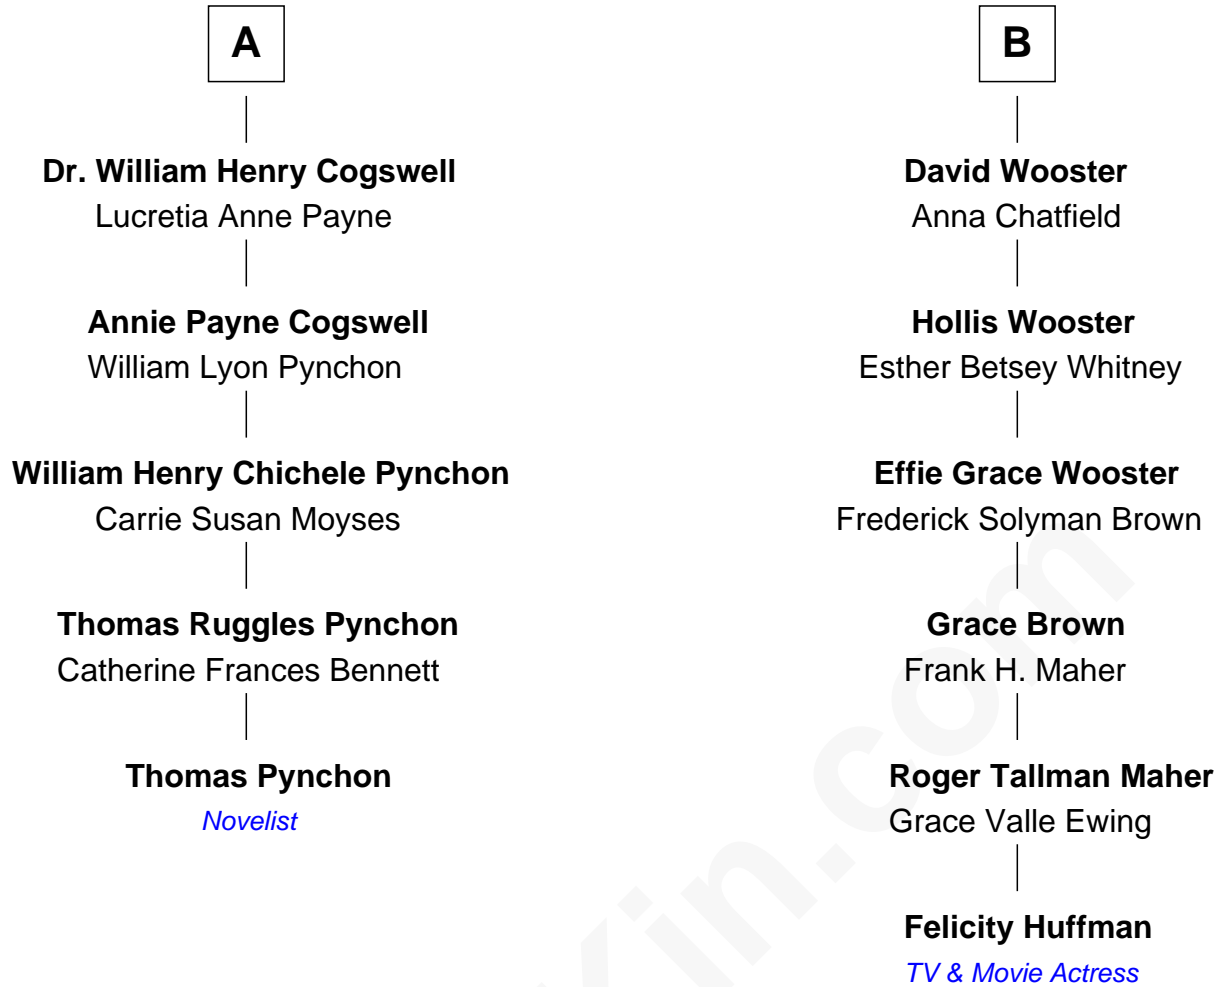 A
Dr. William Henry Cogswell
Lucretia Anne Payne
Annie Payne Cogswell
William Lyon Pynchon
William Henry Chichele Pynchon
Carrie Susan Moyses
Thomas Ruggles Pynchon
Catherine Frances Bennett
Thomas Pynchon
Novelist
B
David Wooster
Anna Chatfield
Hollis Wooster
Esther Betsey Whitney
Effie Grace Wooster
Frederick Solyman Brown
Grace Brown
Frank H. Maher
Roger Tallman Maher
Grace Valle Ewing
Felicity Huffman
TV & Movie Actress
Kin.com